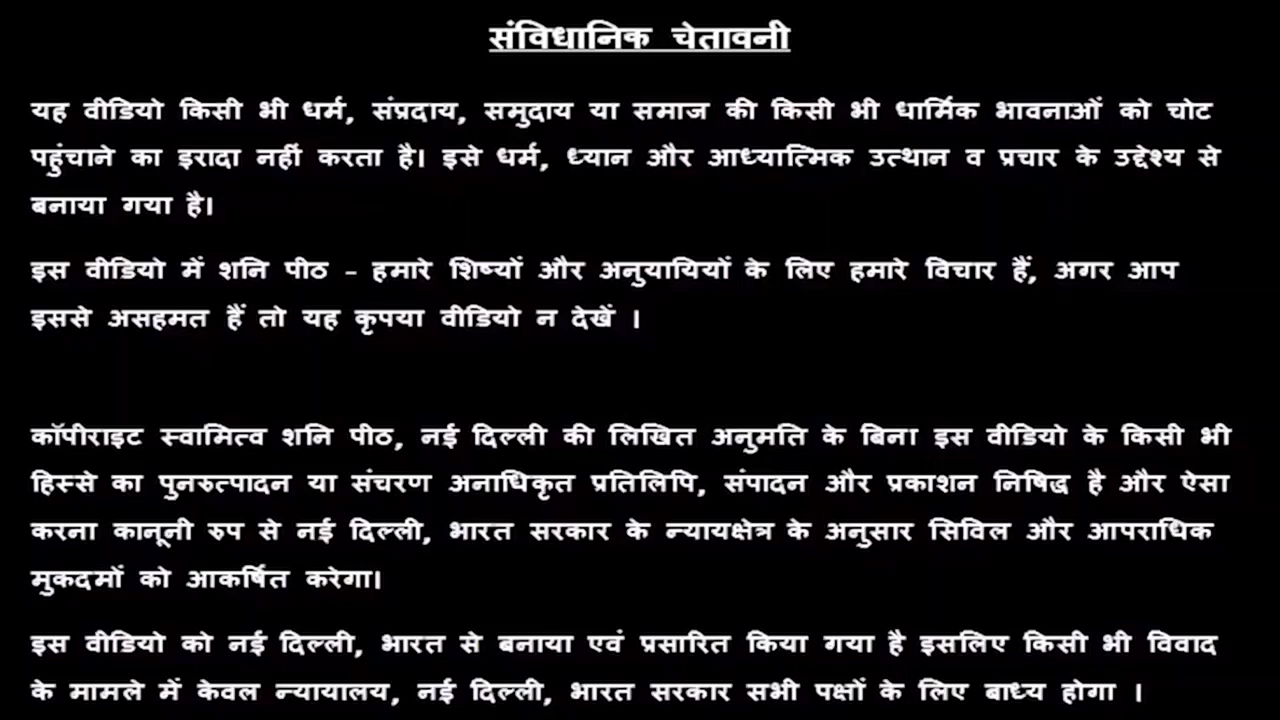 संविधानिक चेतावनी
यह वीडियो किसी भी धर्म, संप्रदाय, समुदाय या समाज की किसी भी धार्मिक भावनाओं को चोट
पहुंचाने का इरादा नहीं करता है। इसे धर्म, ध्यान और आध्यात्मिक उत्थान व प्रचार के उद्देश्य से
बनाया गया है।
इस वीडियो में शनि पीठ – हमारे शिष्यों और अनुयायियों के लिए हमारे विचार हैं, अगर आप
इससे असहमत हैं तो यह कृपया वीडियो न देखें ।
कॉपीराइट स्वामित्व शनि पीठ, नई दिल्ली की लिखित अनुमति के बिना इस वीडियो के किसी भी
हिस्से का पुनरुत्पादन या संचरण अनाधिकृत प्रतिलिपि, संपादन और प्रकाशन निषिद्ध है और ऐसा
करना कानूनी रुप से नई दिल्ली, भारत सरकार के न्यायक्षेत्र के अनुसार सिविल और आपराधिक
मुकदमों को आकर्षित करेगा।
इस वीडियो को नई दिल्ली, भारत से बनाया एवं प्रसारित किया गया है इसलिए किसी भी विवाद
के मामले में केवल न्यायालय, नई दिल्ली, भारत सरकार सभी पक्षों के लिए बाध्य होगा ।